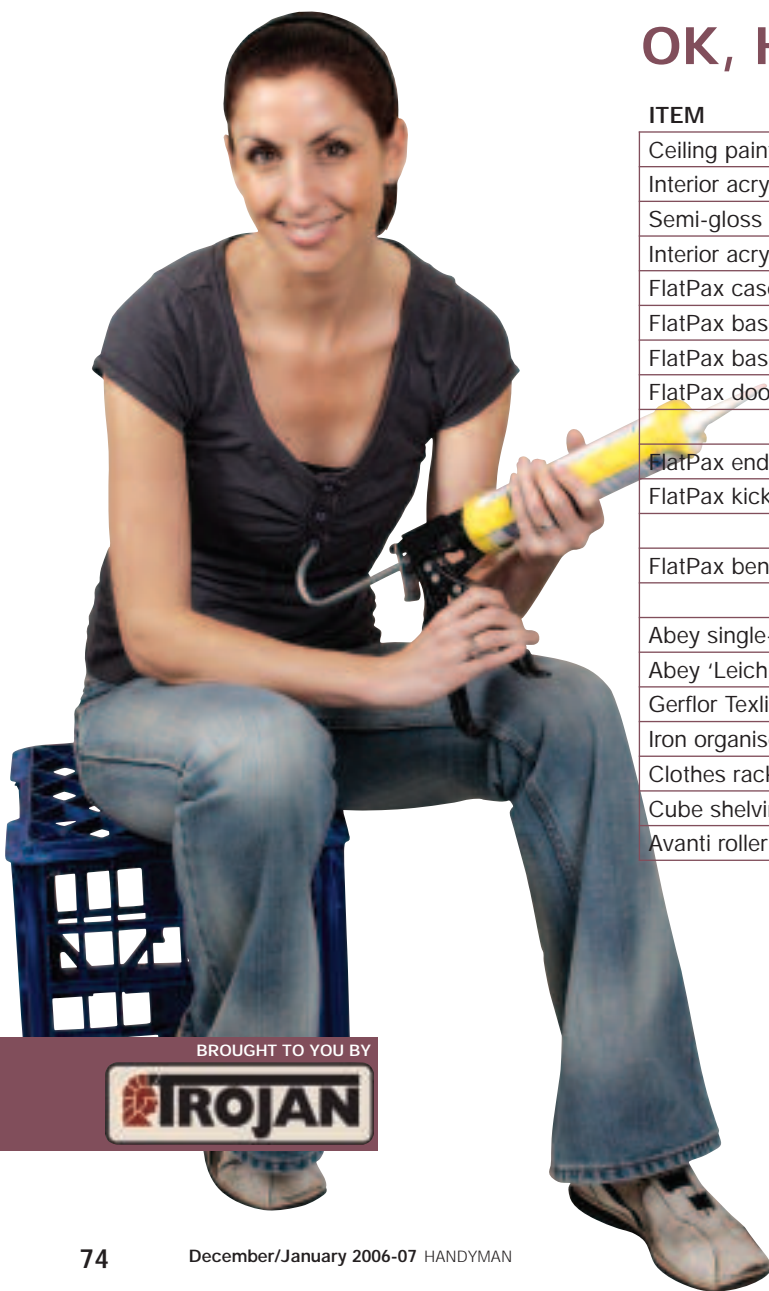 OK, H
ITEM
Ceiling pain
Interior acry
Semi-gloss
Interior acry
FlatPax cas
FlatPax bas
FlatPax bas
FlatPax doo
FlatPax end
FlatPax kick
FlatPax ben
Abey single-
Abey ‘Leich
Gerflor Texli
Iron organis
Clothes rack
Cube shelvi
Avanti roller
BROUGHT TO YOU BY
TROJAN
74 December/January 2006-07 HANDYMAN